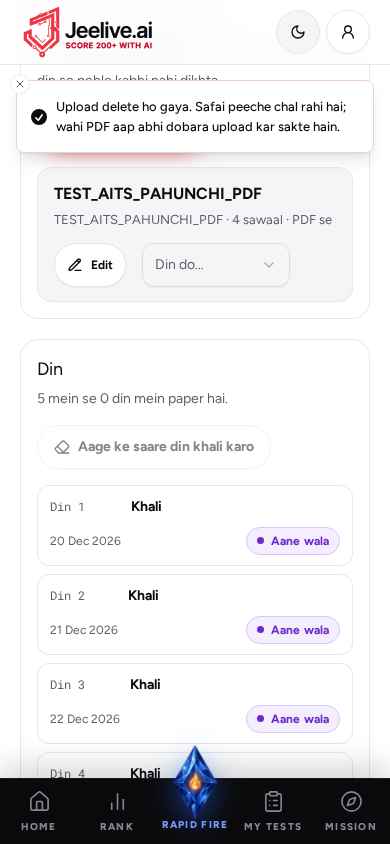 Jeelive.ai
SCORE 200+ WITH AI
Upload delete ho gaya. Safai peeche chal rahi hai;
wahi PDF aap abhi dobara upload kar sakte hain.
TEST_AITS_PAHUNCHI_PDF
TEST_AITS_PAHUNCHI_PDF · 4 sawaal · PDF se
Edit
Din do...
Din
5 mein se 0 din mein paper hai.
Aage ke saare din khali karo
Din 1 Khali
20 Dec 2026 Aane wala
Din 2 Khali
21 Dec 2026 Aane wala
Din 3 Khali
22 Dec 2026 Aane wala
Din 4 Khali
HOME RANK RAPID FIRE MY TESTS MISSION